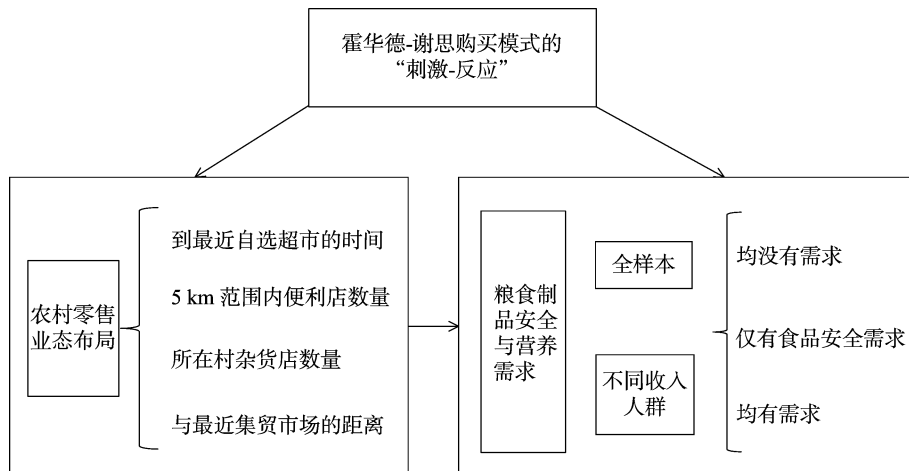 霍华德-谢思购买模式的
“刺激-反应”
农村零售
业态布局
到最近自选超市的时间
5 km 范围内便利店数量
所在村杂货店数量
与最近集贸市场的距离
粮食制
品安全
与营养
需求
全样本
不同收入
人群
均没有需求
仅有食品安全需求
均有需求